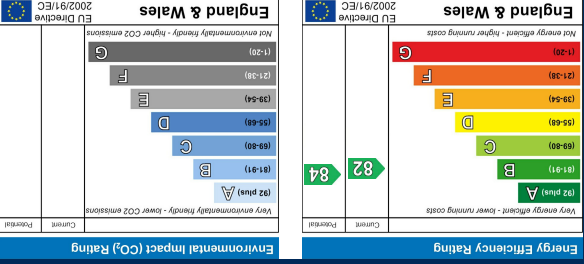 Energy Efficiency Rating
Current
Potential
Very energy efficient - lower running costs
(92 plus) A
(81-91) B
82
84
(69-80) C
(55-68) D
(39-54) E
(21-38) F
(1-20) G
Not energy efficient - higher running costs
England & Wales
EU Directive
2002/91/EC
Environmental Impact (CO₂) Rating
Current
Potential
Very environmentally friendly - lower CO2 emissions
(92 plus) A
(81-91) B
(69-80) C
(55-68) D
(39-54) E
(21-38) F
(1-20) G
Not environmentally friendly - higher CO2 emissions
England & Wales
EU Directive
2002/91/EC